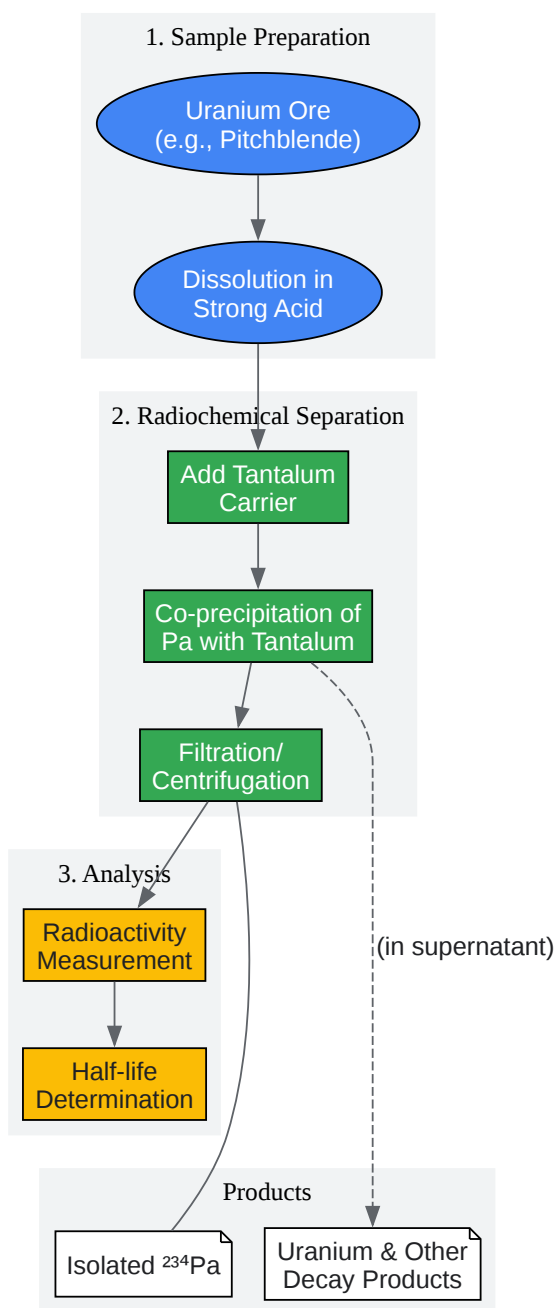 1. Sample Preparation
Uranium Ore
(e.g., Pitchblende)
Dissolution in
Strong Acid
2. Radiochemical Separation
Add Tantalum
Carrier
Co-precipitation of
Pa with Tantalum
Filtration/
Centrifugation
3. Analysis
Radioactivity
Measurement
(in supernatant)
Half-life
Determination
Products
Isolated ²³⁴Pa
Uranium & Other
Decay Products